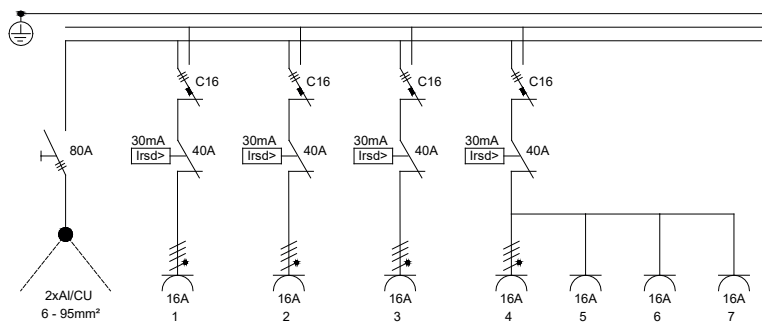 C16 C16 C16 C16
30mA 30mA 30mA 30mA
80A Irsd> 40A Irsd> 40A Irsd> 40A Irsd> 40A
2xAl/CU 16A 16A 16A 16A 16A 16A 16A
6 - 95mm² 1 2 3 4 5 6 7